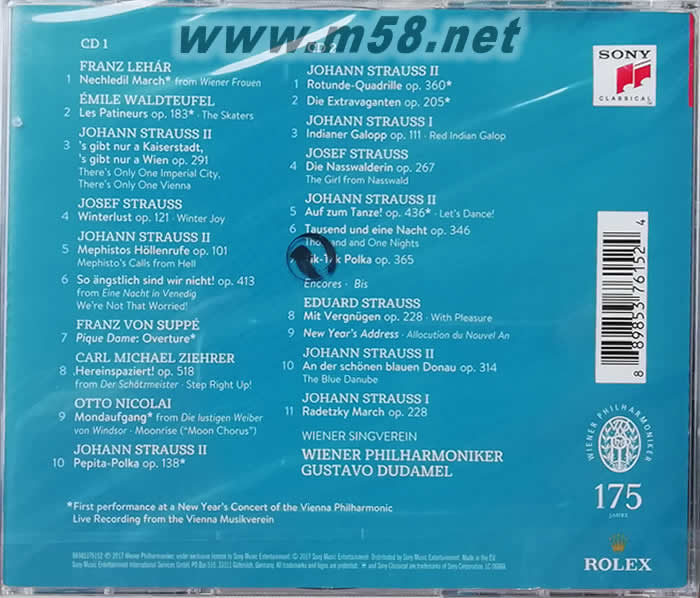 www.m58.net
CD 1
FRANZ LEHÁR
1 Nechledil March* from Wiener Frauen
ÉMILE WALDTEUFEL
2 Les Patineurs op. 183* · The Skaters
JOHANN STRAUSS II
3 's gibt nur a Kaiserstadt,
's gibt nur a Wien op. 291
There's Only One Imperial City,
There's Only One Vienna
JOSEF STRAUSS
4 Winterlust op. 121 · Winter Joy
JOHANN STRAUSS II
5 Mephistos Höllenrufe op. 101
Mephisto's Calls from Hell
6 So ängstlich sind wir nicht! op. 413
from Eine Nacht in Venedig
We're Not That Worried!
FRANZ VON SUPPÉ
7 Pique Dame: Overture*
CARL MICHAEL ZIEHRER
8 „Hereinspaziert! op. 518
from Der Schätzmeister · Step Right Up!
OTTO NICOLAI
9 Mondaufgang* from Die lustigen Weiber
von Windsor · Moonrise ("Moon Chorus")
JOHANN STRAUSS II
10 Pepita-Polka op. 138*
CD 2
JOHANN STRAUSS II
1 Rotunde-Quadrille op. 360*
2 Die Extravaganten op. 205*
JOHANN STRAUSS I
3 Indianer Galopp op. 111 · Red Indian Galop
JOSEF STRAUSS
4 Die Nasswalderin op. 267
The Girl from Nasswald
JOHANN STRAUSS II
5 Auf zum Tanze! op. 436* · Let's Dance!
6 Tausend und eine Nacht op. 346
and One Nights
Polka op. 365
Encores · Bis
EDUARD STRAUSS
8 Mit Vergnügen op. 228 · With Pleasure
9 New Year's Address · Allocution du Nouvel An
JOHANN STRAUSS II
10 An der schönen blauen Donau op. 314
The Blue Danube
JOHANN STRAUSS I
11 Radetzky March op. 228
WIENER SINGVEREIN
WIENER PHILHARMONIKER
GUSTAVO DUDAMEL
*First performance at a New Year's Concert of the Vienna Philharmonic
Live Recording from the Vienna Musikverein
SONY
CLASSICAL
8 89853 76152 4
WIENER PHILHARMONIKER
175
JAHRE
ROLEX